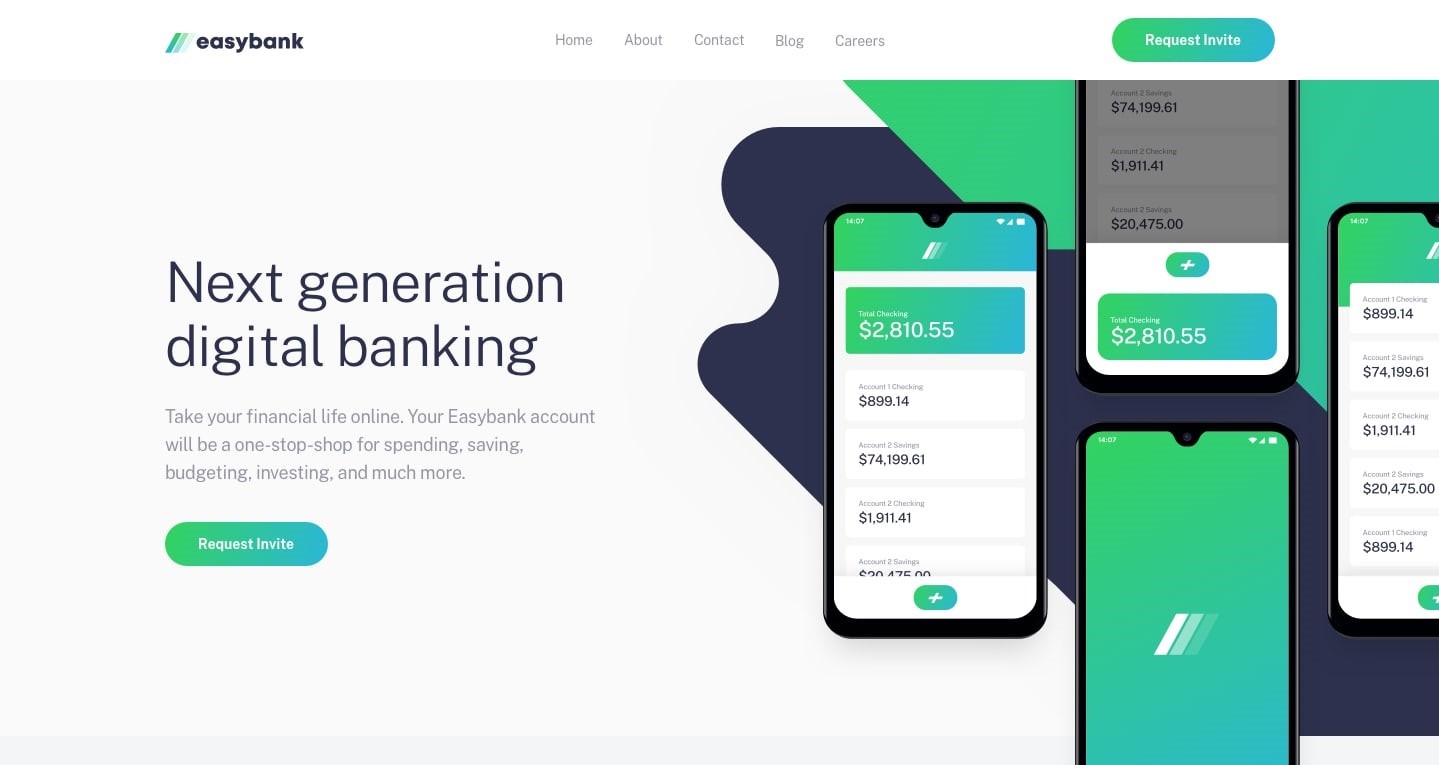 easybank
Home
About
Contact
Blog
Careers
Request Invite
Next generation
digital banking
Take your financial life online. Your Easybank account
will be a one-stop-shop for spending, saving,
budgeting, investing, and much more.
Request Invite
14:07
Total Checking
$2,810.55
Account 1 Checking
$899.14
Account 2 Savings
$74,199.61
Account 2 Checking
$1,911.41
Account 2 Savings
$20,475.00
Account 2 Savings
$74,199.61
Account 2 Checking
$1,911.41
Account 2 Savings
$20,475.00
Total Checking
$2,810.55
14:07
14:07
Account 1 Checking
$899.14
Account 2 Savings
$74,199.61
Account 2 Checking
$1,911.41
Account 2 Savings
$20,475.00
Account 1 Checking
$899.14